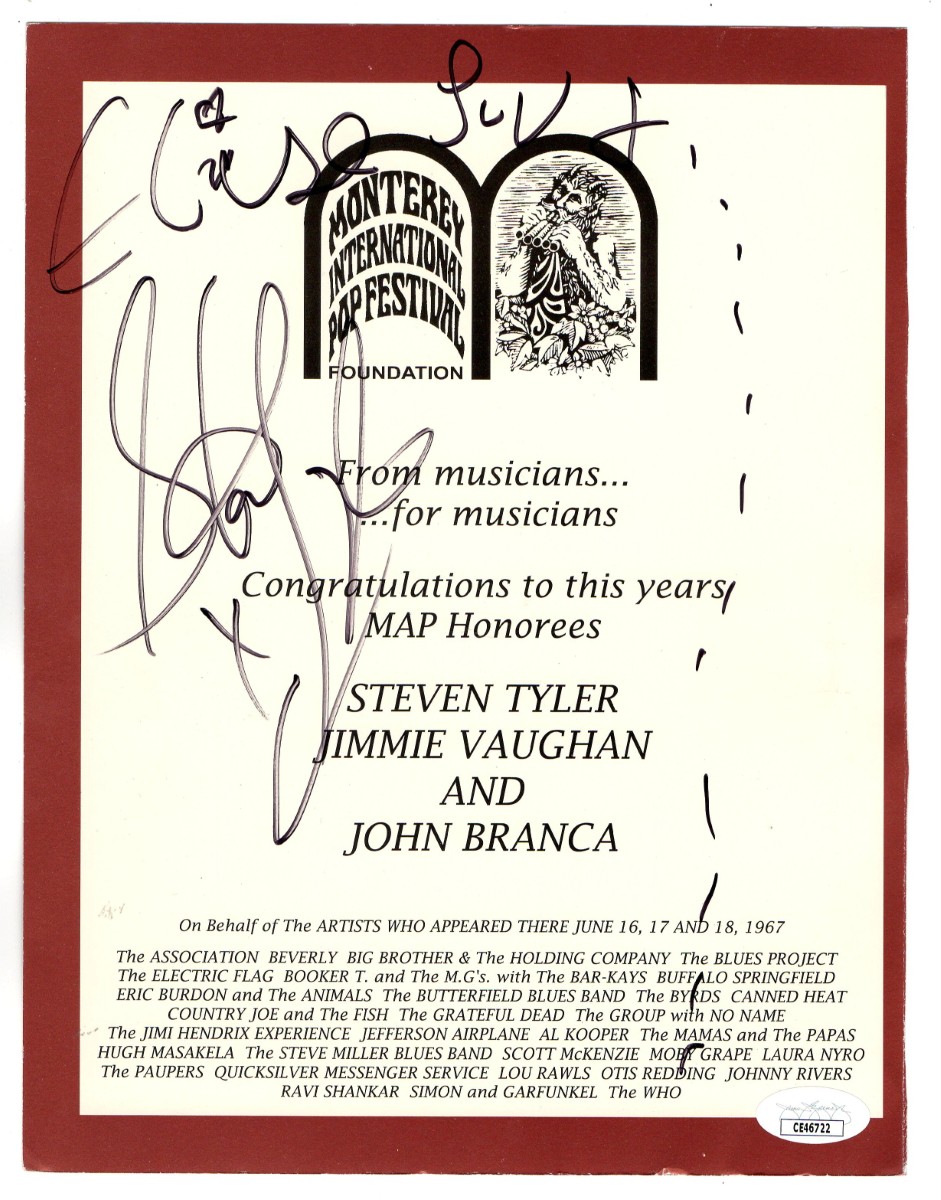 MONTEREY
INTERNATIONAL
POP FESTIVAL
FOUNDATION
From musicians...
...for musicians
Congratulations to this years
MAP Honorees
STEVEN TYLER
JIMMIE VAUGHAN
AND
JOHN BRANCA
On Behalf of The ARTISTS WHO APPEARED THERE JUNE 16, 17 AND 18, 1967
The ASSOCIATION BEVERLY BIG BROTHER & The HOLDING COMPANY The BLUES PROJECT
The ELECTRIC FLAG BOOKER T. and The M.G's. with The BAR-KAYS BUFFALO SPRINGFIELD
ERIC BURDON and The ANIMALS The BUTTERFIELD BLUES BAND The BYRDS CANNED HEAT
COUNTRY JOE and The FISH The GRATEFUL DEAD The GROUP with NO NAME
The JIMI HENDRIX EXPERIENCE JEFFERSON AIRPLANE AL KOOPER The MAMAS and The PAPAS
HUGH MASAKELA The STEVE MILLER BLUES BAND SCOTT McKENZIE MOBY GRAPE LAURA NYRO
The PAUPERS QUICKSILVER MESSENGER SERVICE LOU RAWLS OTIS REDDING JOHNNY RIVERS
RAVI SHANKAR SIMON and GARFUNKEL The WHO
CE46722